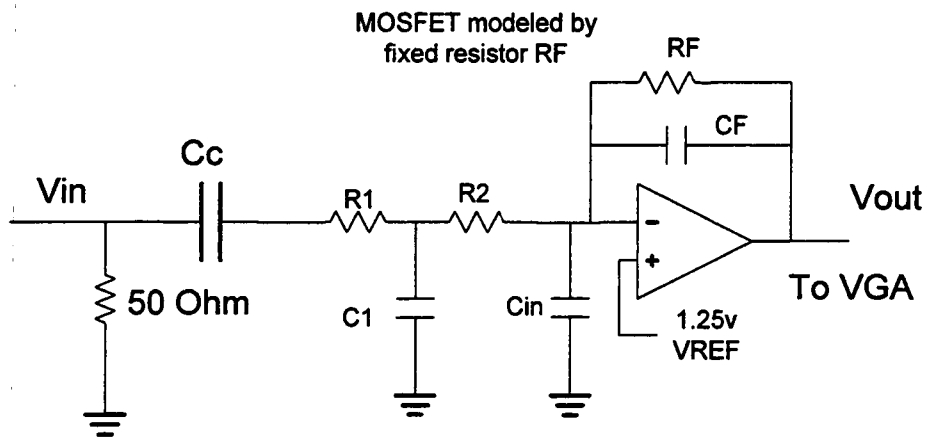 MOSFET modeled by
fixed resistor RF
RF
CF
Cc
Vin
R1
R2
Vout
50 Ohm
C1
Cin
1.25v
VREF
To VGA